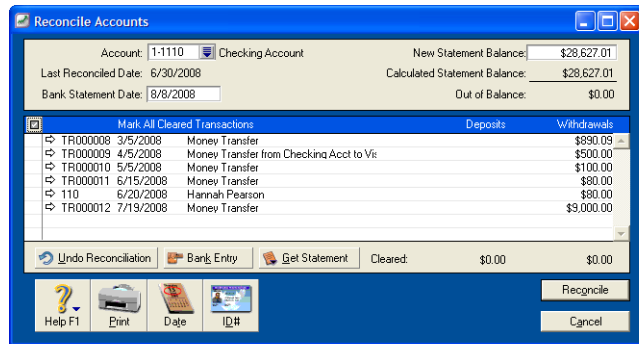 Reconcile Accounts
Account: 1-1110 Checking Account New Statement Balance: $28,627.01
Last Reconciled Date: 6/30/2008 Calculated Statement Balance: $28,627.01
Bank Statement Date: 8/8/2008 Out of Balance: $0.00
Mark All Cleared Transactions Deposits Withdrawals
TR000008 3/5/2008 Money Transfer $890.09
TR000009 4/5/2008 Money Transfer from Checking Acct to Vis $500.00
TR000010 5/5/2008 Money Transfer $100.00
TR000011 6/15/2008 Money Transfer $80.00
110 6/20/2008 Hannah Pearson $80.00
TR000012 7/19/2008 Money Transfer $9,000.00
Undo Reconciliation Bank Entry Get Statement Cleared: $0.00 $0.00
Help F1 Print Date ID# Reconcile
Cancel